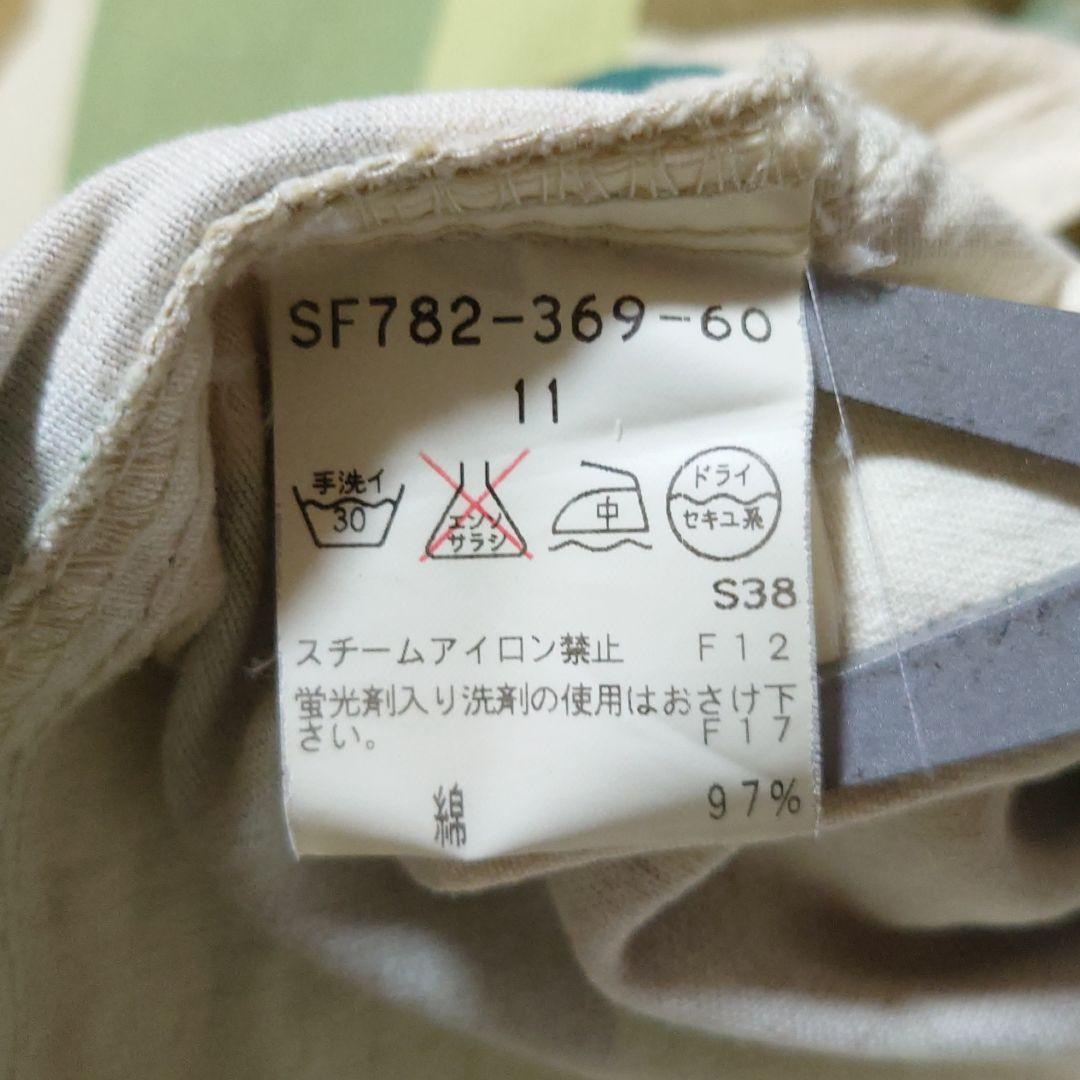 SF782-369-60
11
手洗イ
30
エンソ
サラシ
中
ドライ
セキユ系
S38
スチームアイロン禁止 F12
蛍光剤入り洗剤の使用はおさけ下
さい。 F17
綿 97%